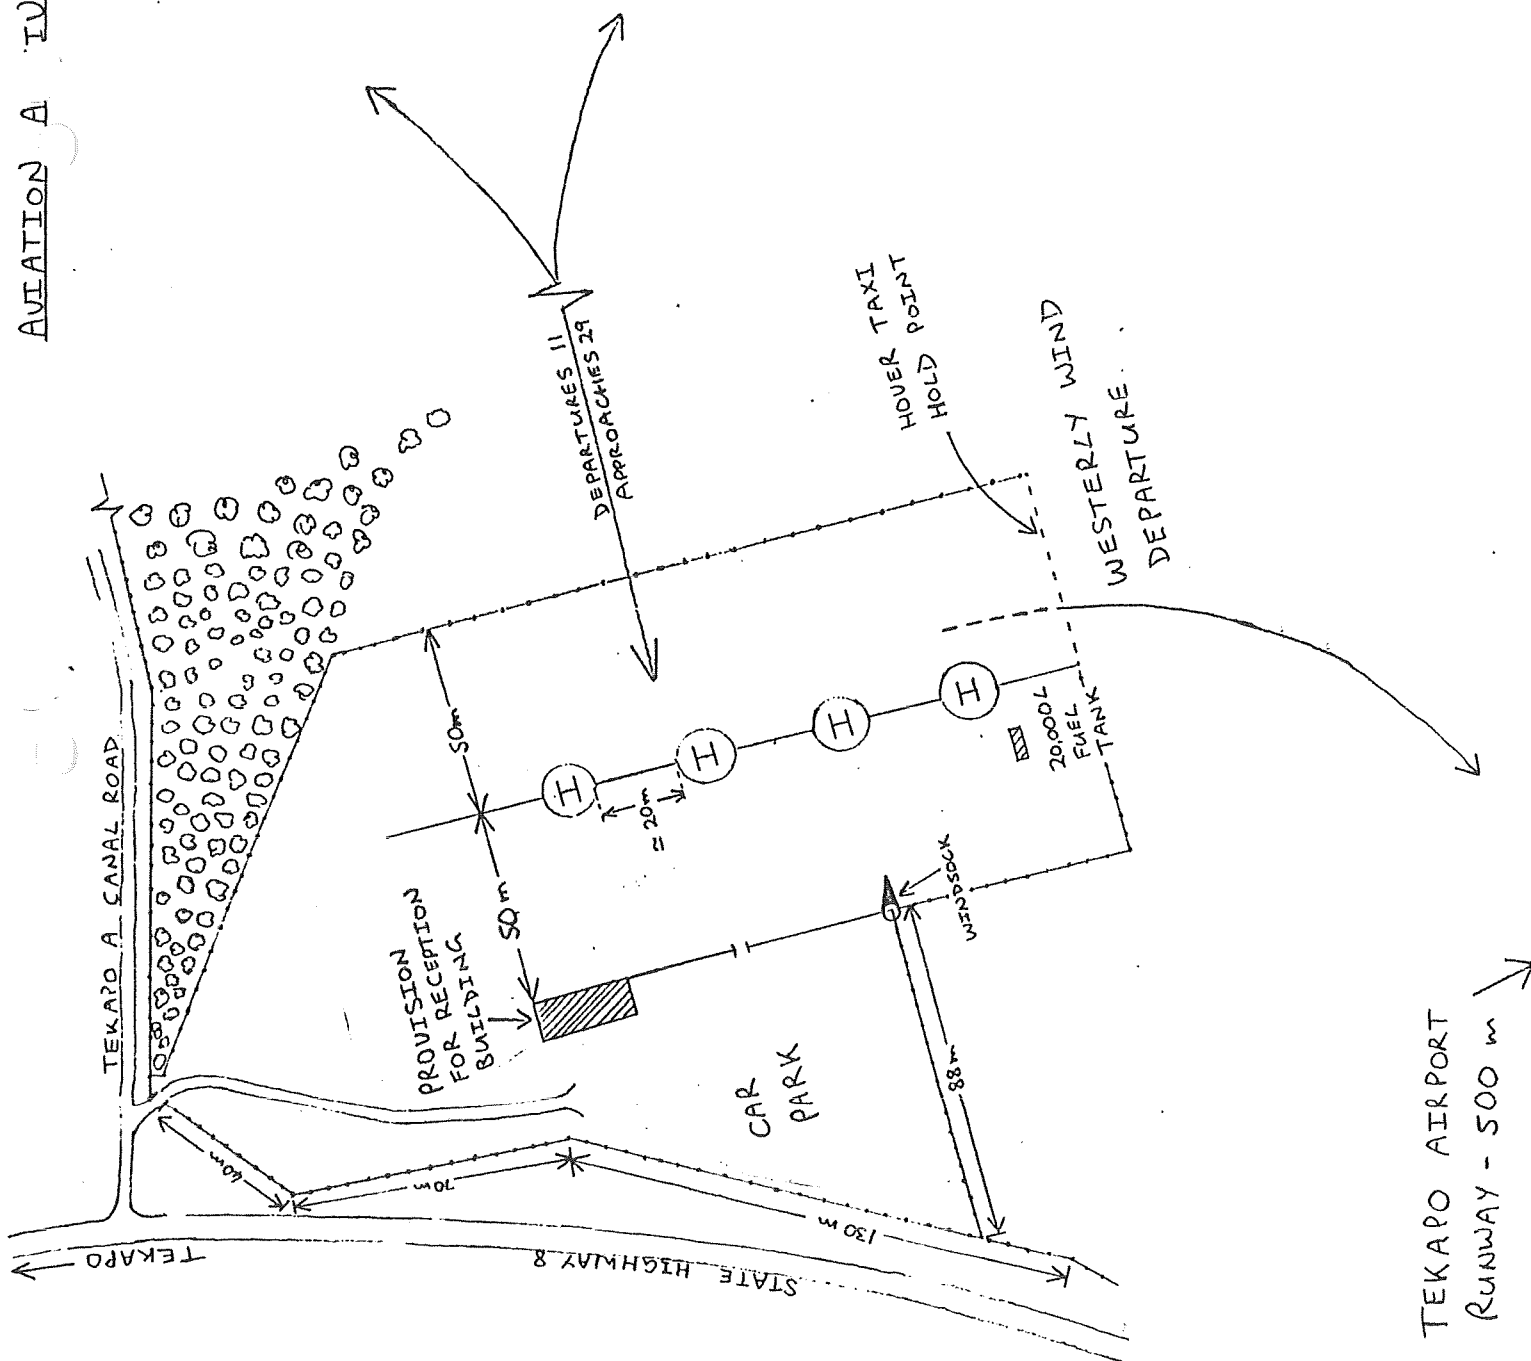 AVIATION A
TEKAPO A CANAL ROAD
DEPARTURES 11
APPROACHES 29
HOVER TAXI
HOLD POINT
WESTERLY WIND
DEPARTURE
50m
50m
H
H
H
H
≈ 20m
20,000L
FUEL
TANK
WINDSOCK
PROVISION
FOR RECEPTION
BUILDING
CAR
PARK
88m
40m
70m
130m
TEKAPO
STATE HIGHWAY 8
TEKAPO AIRPORT
RUNWAY - 500 m